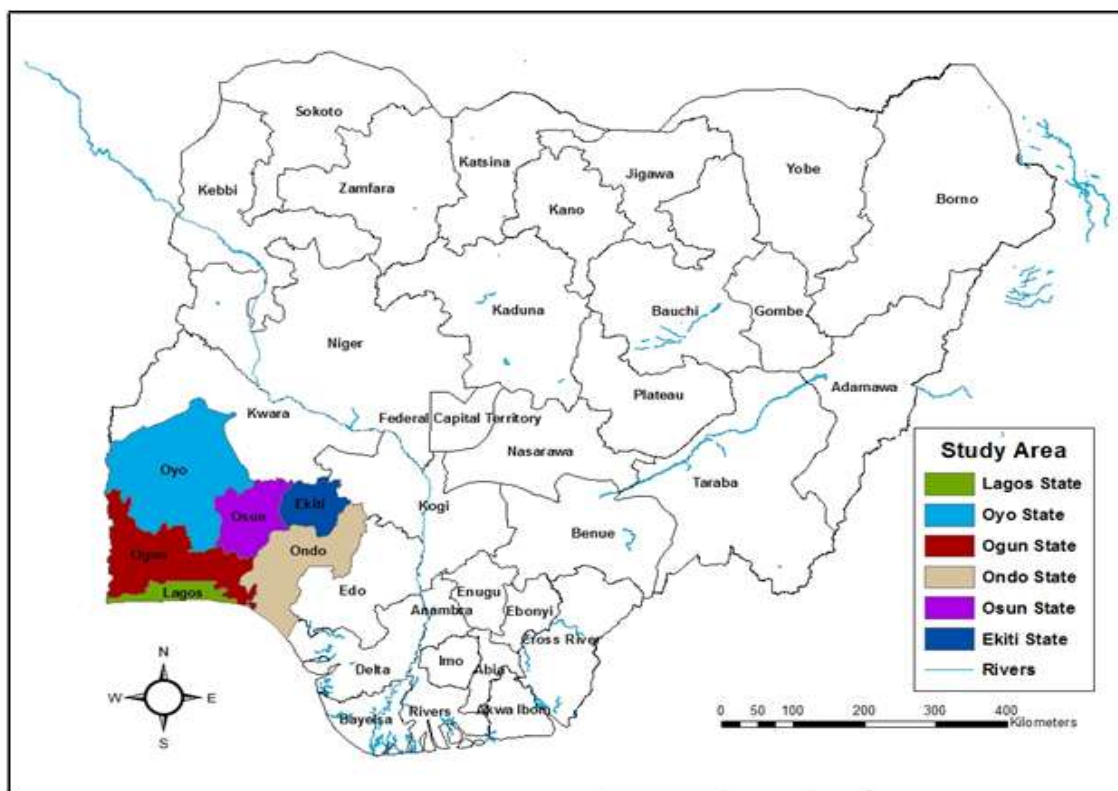 Sokoto
Katsina
Yobe
Jigawa
Kebbi
Zamfara
Borno
Kano
Kaduna
Bauchi
Gombe
Niger
Adamawa
Plateau
Kwara
Federal Capital Territory
Nasarawa
Oyo
Taraba
Ekiti
Kogi
Osun
Benue
Ondo
Ogun
Lagos
Edo
Enugu
Anambra
Ebonyi
Cross River
Imo
Abia
Delta
Bayelsa
Rivers
Akwa Ibom
Study Area
Lagos State
Oyo State
Ogun State
Ondo State
Osun State
Ekiti State
Rivers
N
W
E
S
0 50 100 200 300 400
Kilometers